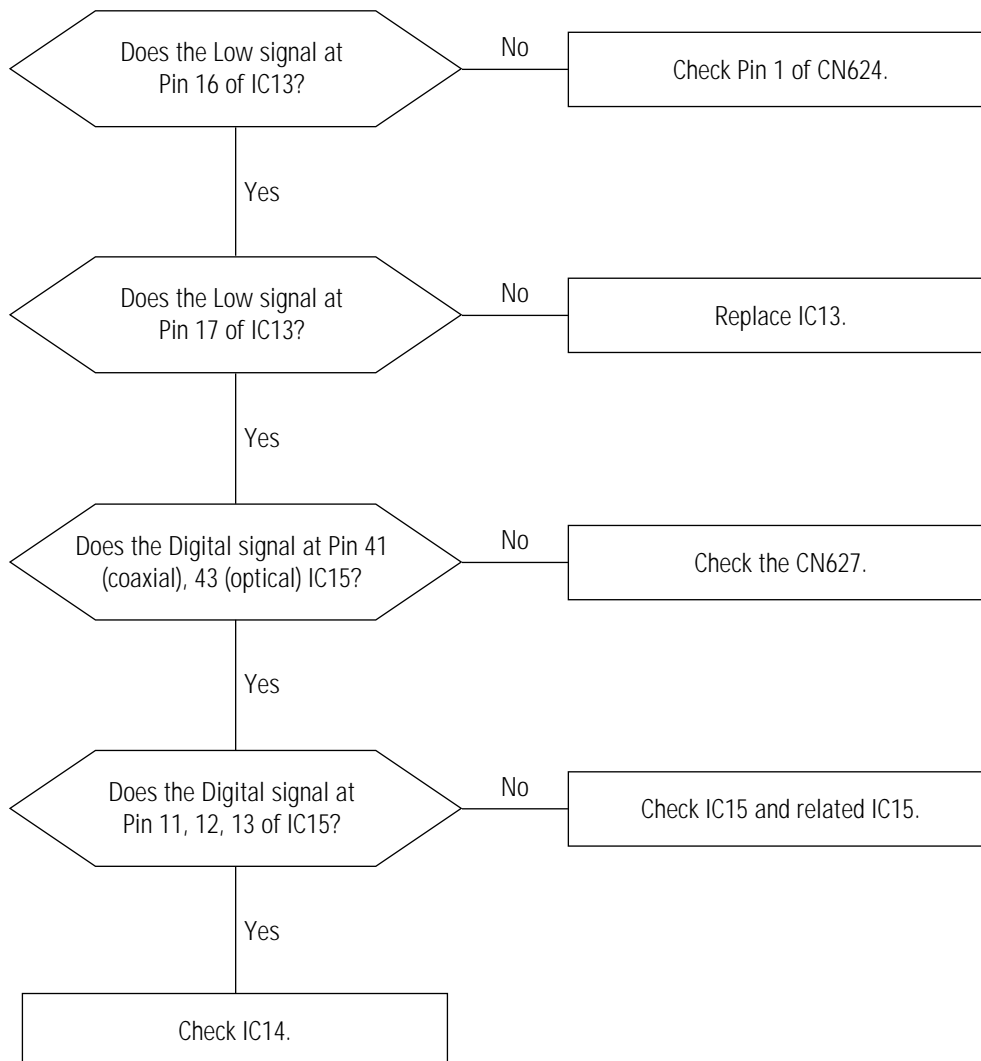 Does the Low signal at
Pin 16 of IC13?
No
Check Pin 1 of CN624.
Yes
Does the Low signal at
Pin 17 of IC13?
No
Replace IC13.
Yes
Does the Digital signal at Pin 41
(coaxial), 43 (optical) IC15?
No
Check the CN627.
Yes
Does the Digital signal at
Pin 11, 12, 13 of IC15?
No
Check IC15 and related IC15.
Yes
Check IC14.